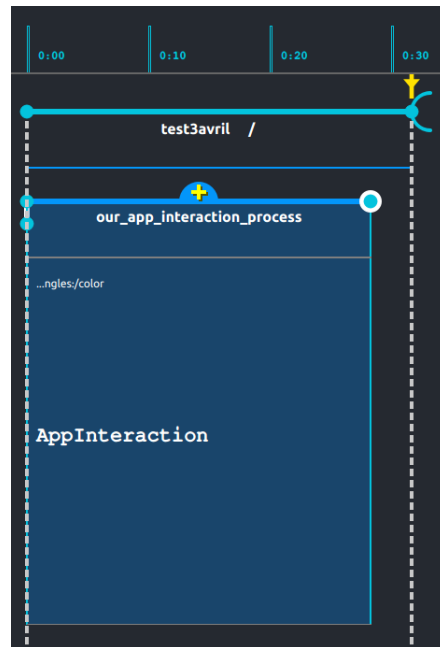 0:00 0:10 0:20 0:30
test3avril /
our_app_interaction_process
...ngles:/color
AppInteraction